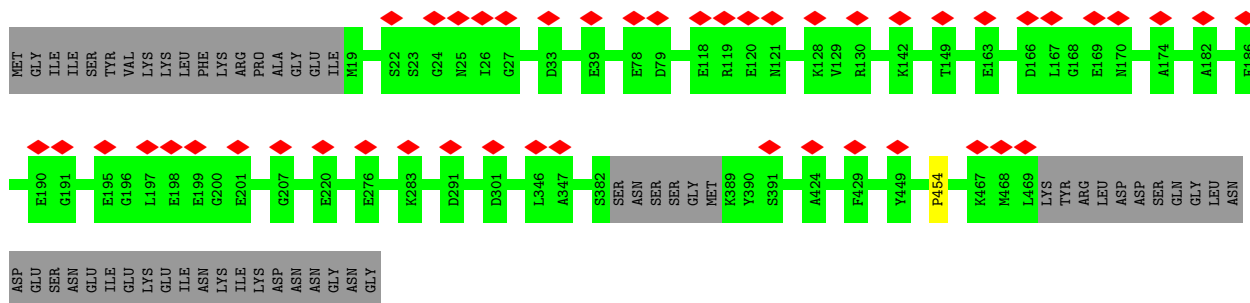 MET GLY ILE ILE SER TYR VAL LYS LYS LEU PHE LYS ARG PRO ALA GLY GLU ILE M19 S22 S23 G24 N25 I26 G27 D33 E39 E78 D79 E118 R119 E120 N121 K128 V129 R130 K142 T149 E163 D166 L167 G168 E169 N170 A174 A182 E186
E190 G191 E195 G196 L197 E198 E199 G200 E201 G207 E220 E276 K283 D291 D301 L346 A347 S382 SER ASN SER SER GLY MET K389 Y390 S391 A424 F429 Y449 P454 K467 M468 L469 LYS TYR ARG LEU ASP ASP SER GLN GLY LEU ASN
ASP GLU SER ASN GLU ILE GLU LYS GLU ILE ASN LYS ILE LYS ASP ASN ASN GLY ASN GLY